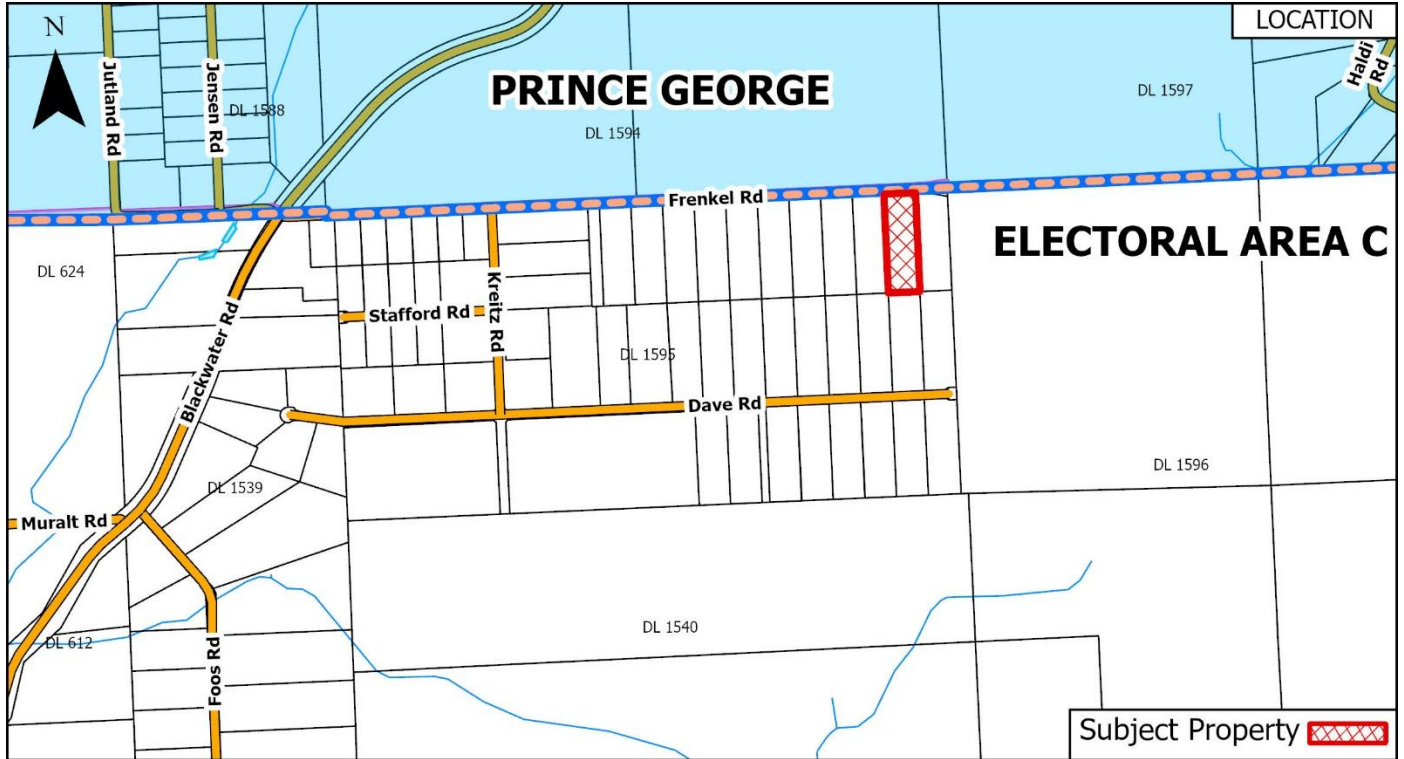 N
LOCATION
PRINCE GEORGE
Jutland Rd
Jensen Rd
DL 1588
DL 1594
DL 1597
Haldi Rd
Frenkel Rd
ELECTORAL AREA C
DL 624
Blackwater Rd
Stafford Rd
Kreitz Rd
DL 1595
Dave Rd
DL 1596
DL 1539
Muralt Rd
DL 612
Foos Rd
DL 1540
Subject Property